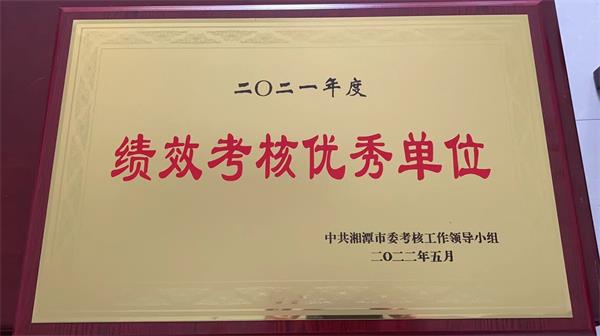 二〇二一年度
绩效考核优秀单位
中共湘潭市委考核工作领导小组
二〇二二年五月